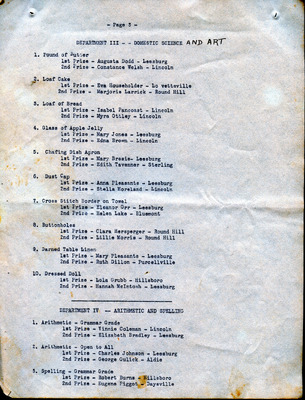 - Page 3 -
DEPARTMENT III -- DOMESTIC SCIENCE AND ART
1. Pound of Butter
1st Prize - Augusta Dodd - Leesburg
2nd Prize - Constance Welsh - Lincoln
2. Loaf Cake
1st Prize - Eva Householder - Lovettsville
2nd Prize - Marjorie Larrick - Round Hill
3. Loaf of Bread
1st Prize - Isabel Pancoast - Lincoln
2nd Prize - Myra Ottley - Lincoln
4. Glass of Apple Jelly
1st Prize - Mary Jones - Leesburg
2nd Prize - Edna Brown - Lincoln
5. Chafing Dish Apron
1st Prize - Mary - Leesburg
2nd Prize - Edith Tavenner - Sterling
6. Dust Cap
1st Prize - Anna Pleasants - Leesburg
2nd Prize - Stella Moreland - Lincoln
7. Cross Stitch Border on Towel
1st Prize - Eleanor Orr - Leesburg
2nd Prize - Helen Lake - Bluemont
8. Buttonholes
1st Prize - Clara Hersperger - Round Hill
2nd Prize - Lillie Morris - Round Hill
9. Darned Table Linen
1st Prize - Mary Pleasants - Leesburg
2nd Prize - Ruth Dillon - Purcellville
10. Dressed Doll
1st Prize - Lola Grubb - Hillsboro
2nd Prize - Hannah McIntosh - Leesburg
DEPARTMENT IV -- ARITHMETIC AND SPELLING
1. Arithmetic - Grammar Grade
1st Prize - Vinnie Coleman - Lincoln
2nd Prize - Elizabeth Bradley - Leesburg
2. Arithmetic - Open to All
1st Prize - Charles Johnson - Leesburg
2nd Prize - George Gulick - Aldie
3. Spelling - Grammar Grade
1st Prize - Robert Burns - Hillsboro
2nd Prize - Eugene Piggot - Daysville